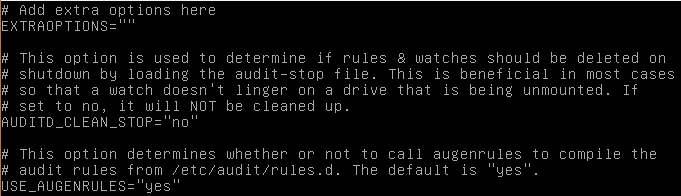 # Add extra options here
EXTRAOPTIONS=""
# This option is used to determine if rules & watches should be deleted on
# shutdown by loading the audit-stop file. This is beneficial in most cases
# so that a watch doesn't linger on a drive that is being unmounted. If
# set to no, it will NOT be cleaned up.
AUDITD_CLEAN_STOP="no"
# This option determines whether or not to call augenrules to compile the
# audit rules from /etc/audit/rules.d. The default is "yes".
USE_AUGENRULES="yes"